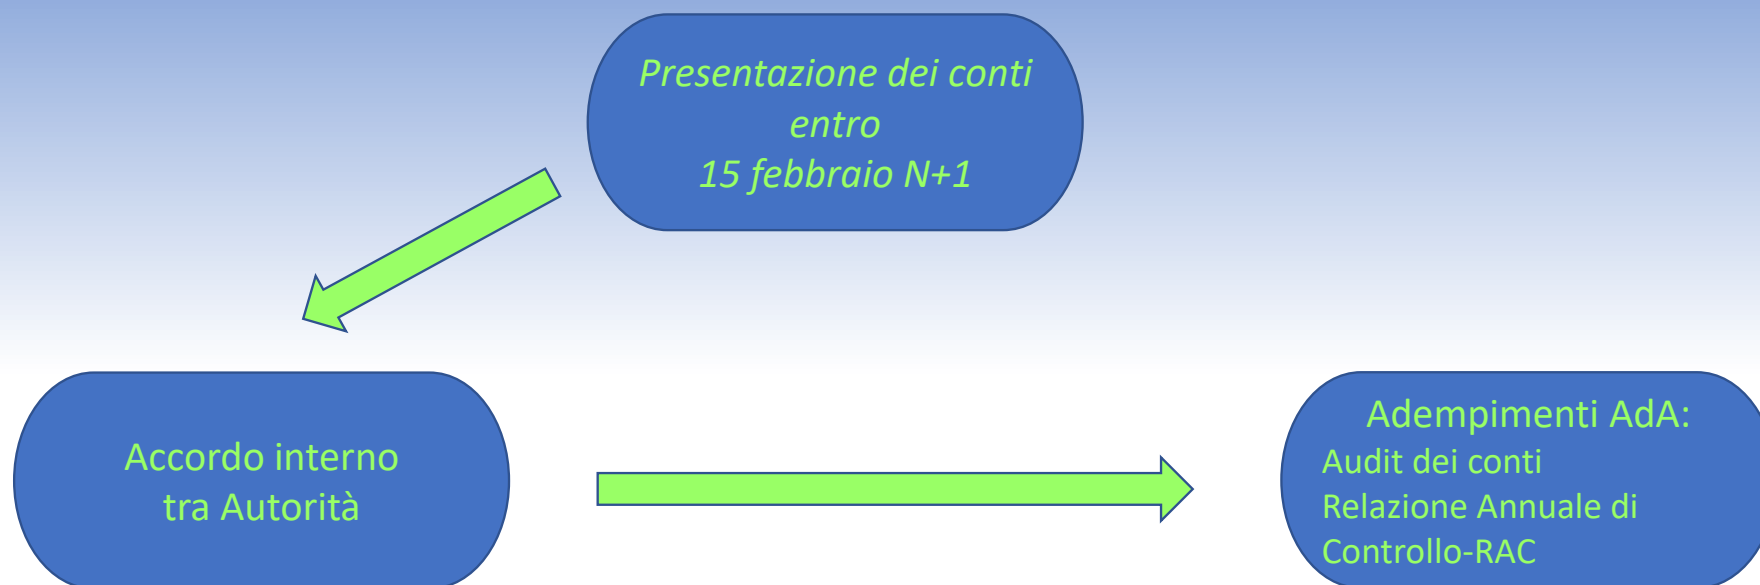 Presentazione dei conti
entro
15 febbraio N+1
Accordo interno
tra Autorità
Adempimenti AdA:
Audit dei conti
Relazione Annuale di
Controllo-RAC